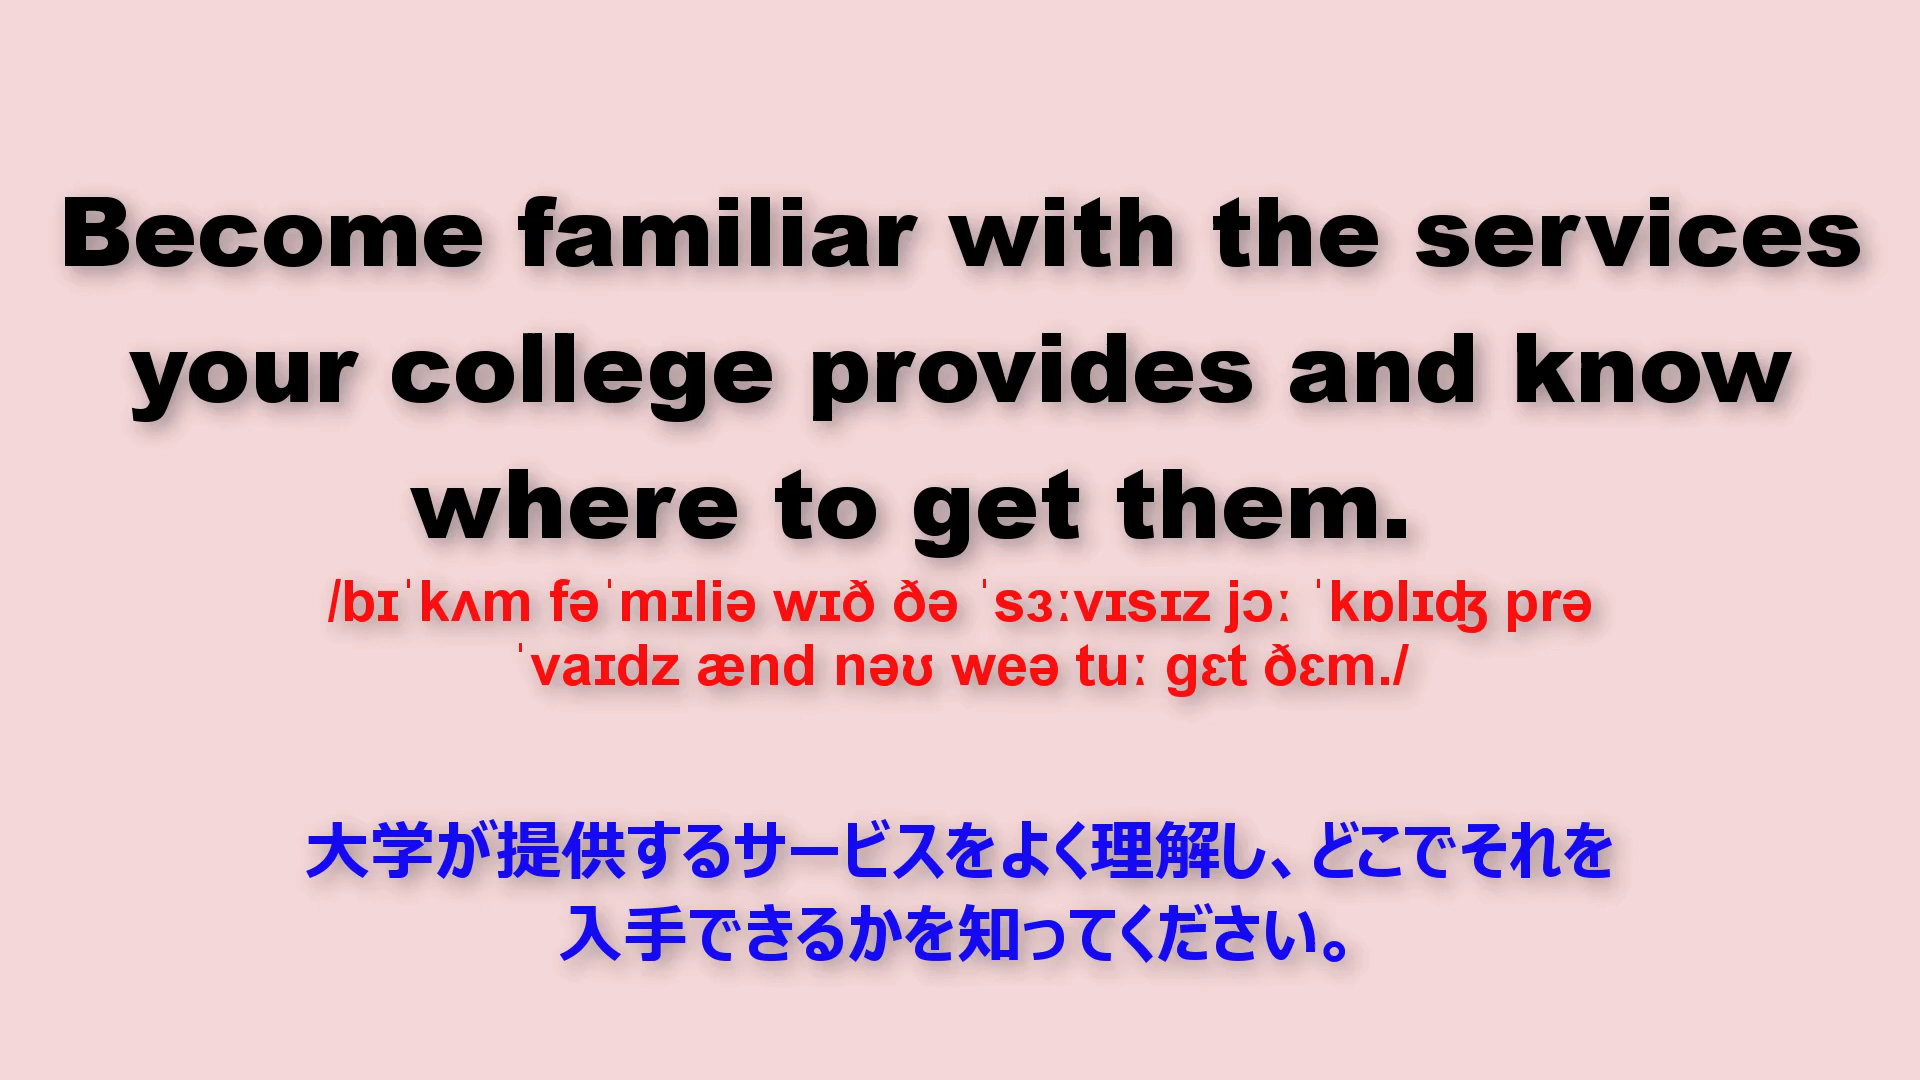 Become familiar with the services
your college provides and know
where to get them.
/bɪˈkʌm fəˈmɪliə wɪð ðə ˈsɜːvɪsɪz jɔː ˈkɒlɪʤ prə
ˈvaɪdz ænd nəʊ weə tuː gɛt ðɛm./
大学が提供するサービスをよく理解し、どこでそれを
入手できるかを知ってください。